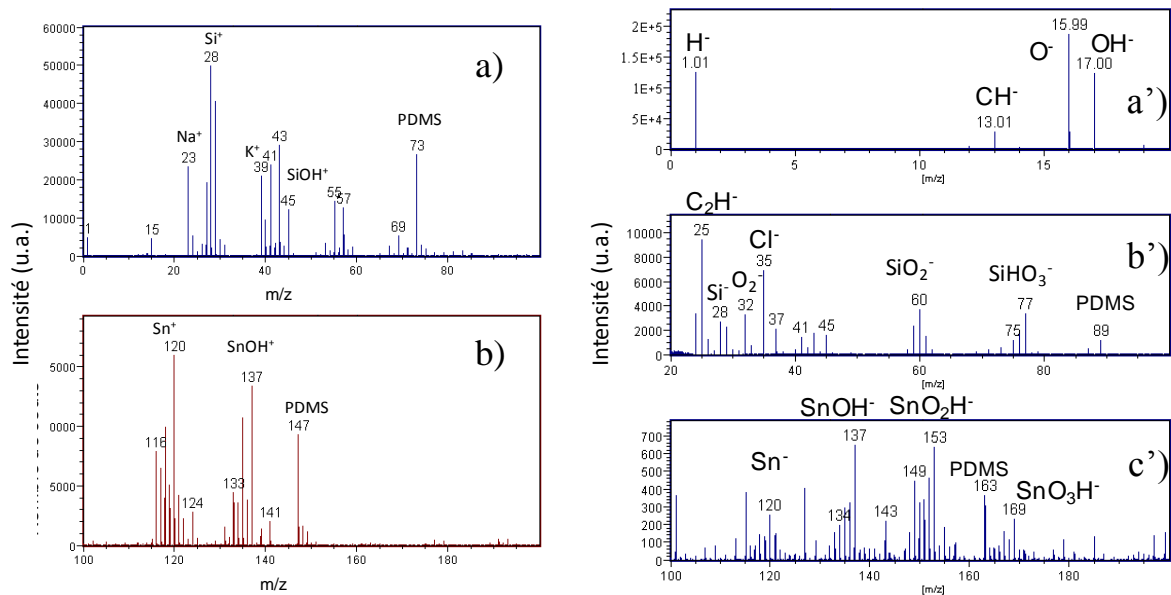 60000
50000
40000
30000
20000
10000
0
Intensité (u.a.)
Si⁺
28
Na⁺
23
K⁺
39
41
43
SiOH⁺
45
55
57
PDMS
73
69
1
15
a)
0 20 40 60 80
m/z
Sn⁺
120
SnOH⁺
137
PDMS
147
116
124
133
141
b)
5000
0000
5000
0
100 120 140 160 180
m/z
2E+5
1.5E+5
1E+5
5E+4
0
H⁻
1.01
CH⁻
13.01
O⁻
15.99
OH⁻
17.00
a’)
0 5 10 15
[m/z]
Intensité (u.a.)
C₂H⁻
25
10000
8000
6000
4000
2000
0
Si⁻
28
O₂⁻
32
Cl⁻
35
37
41
45
SiO₂⁻
60
SiHO₃⁻
77
75
PDMS
89
b’)
20 40 60 80
[m/z]
SnOH⁻
137
SnO₂H⁻
153
700
600
500
400
300
200
100
0
Sn⁻
120
134
143
149
PDMS
163
SnO₃H⁻
169
c’)
100 120 140 160 180
[m/z]